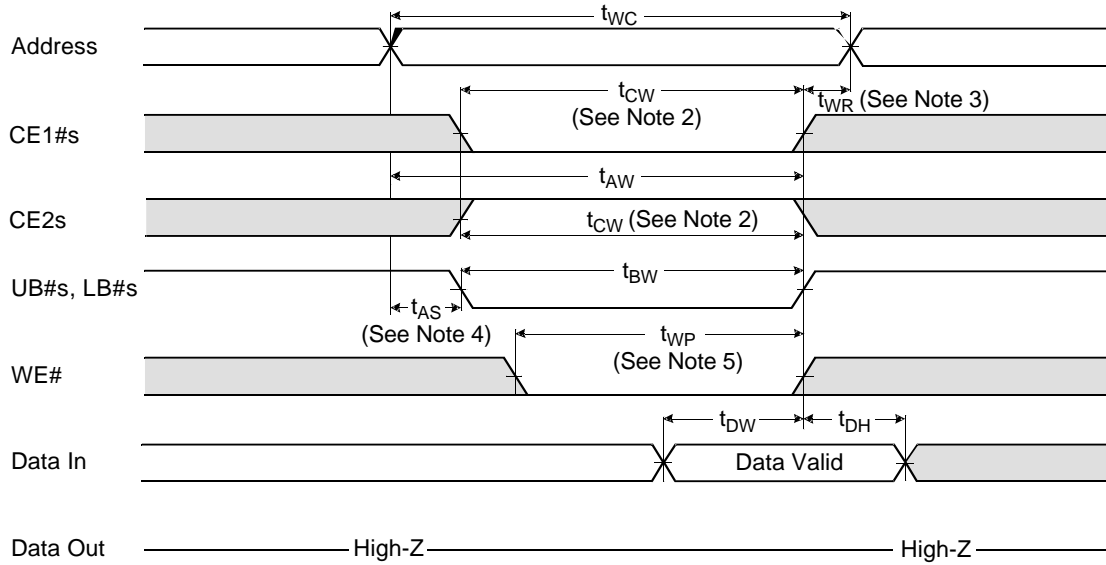 tWC
Address
tCW
(See Note 2)
tWR (See Note 3)
CE1#s
tAW
CE2s
tCW (See Note 2)
tBW
UB#s, LB#s
tAS
(See Note 4)
tWP
(See Note 5)
WE#
tDW
tDH
Data In
Data Valid
Data Out
High-Z
High-Z